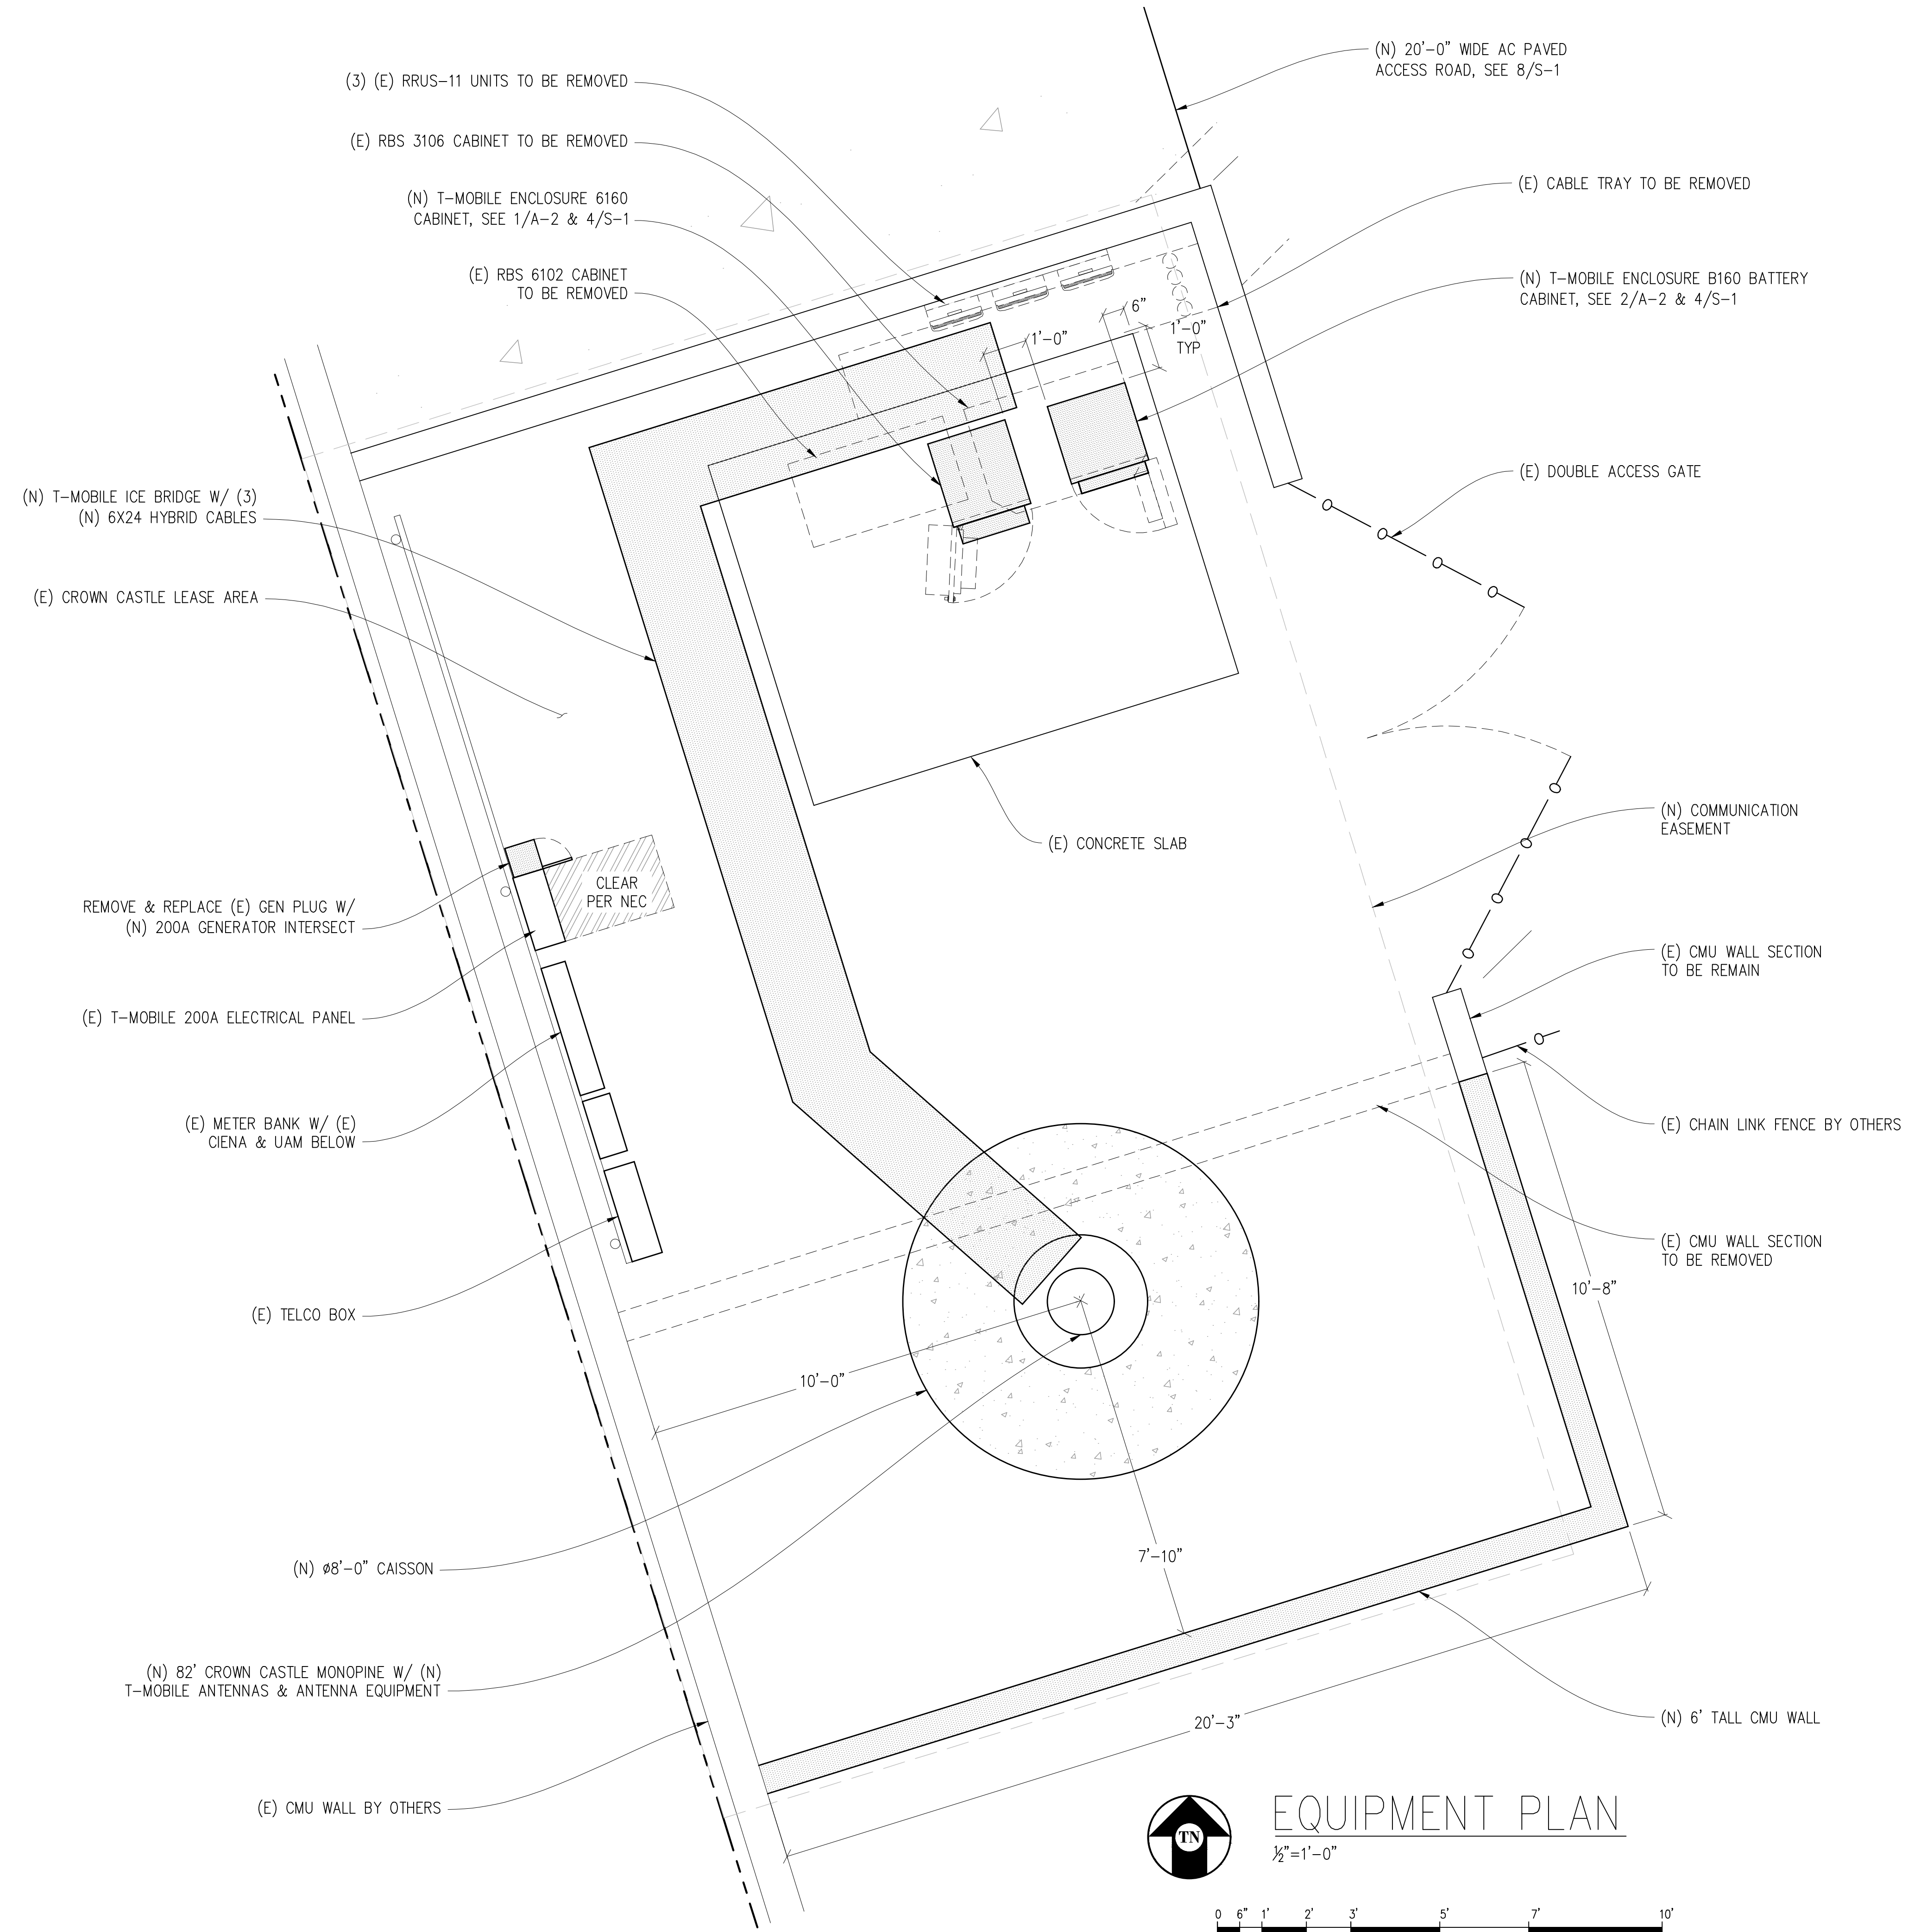 (3) (E) RRUS-11 UNITS TO BE REMOVED
(E) RBS 3106 CABINET TO BE REMOVED
(N) T-MOBILE ENCLOSURE 6160
CABINET, SEE 1/A-2 & 4/S-1
(E) RBS 6102 CABINET
TO BE REMOVED
(N) T-MOBILE ICE BRIDGE W/ (3)
(N) 6X24 HYBRID CABLES
(E) CROWN CASTLE LEASE AREA
REMOVE & REPLACE (E) GEN PLUG W/
(N) 200A GENERATOR INTERSECT
(E) T-MOBILE 200A ELECTRICAL PANEL
(E) METER BANK W/ (E)
CIENA & UAM BELOW
(E) TELCO BOX
(N) ø8'-0" CAISSON
(N) 82' CROWN CASTLE MONOPINE W/ (N)
T-MOBILE ANTENNAS & ANTENNA EQUIPMENT
(E) CMU WALL BY OTHERS
1'-0"
6"
1'-0"
TYP
(E) CONCRETE SLAB
CLEAR
PER NEC
10'-0"
7'-10"
10'-8"
20'-3"
(N) 20'-0" WIDE AC PAVED
ACCESS ROAD, SEE 8/S-1
(E) CABLE TRAY TO BE REMOVED
(N) T-MOBILE ENCLOSURE B160 BATTERY
CABINET, SEE 2/A-2 & 4/S-1
(E) DOUBLE ACCESS GATE
(N) COMMUNICATION
EASEMENT
(E) CMU WALL SECTION
TO BE REMAIN
(E) CHAIN LINK FENCE BY OTHERS
(E) CMU WALL SECTION
TO BE REMOVED
(N) 6' TALL CMU WALL
TN
EQUIPMENT PLAN
½"=1'-0"
0 6" 1' 2' 3' 5' 7' 10'